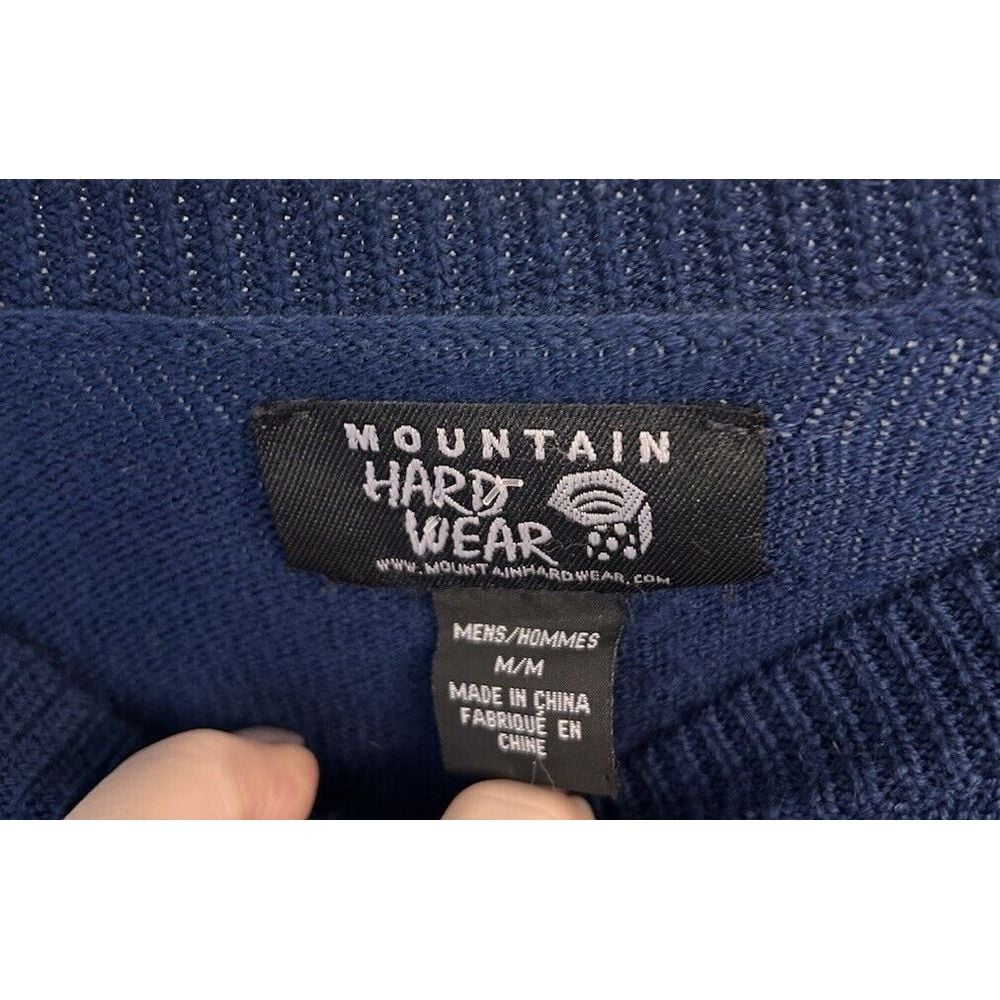 MOUNTAIN
HARD
WEAR
WWW.MOUNTAINHARDWEAR.COM
MENS/HOMMES
M/M
MADE IN CHINA
FABRIQUÉ EN
CHINE